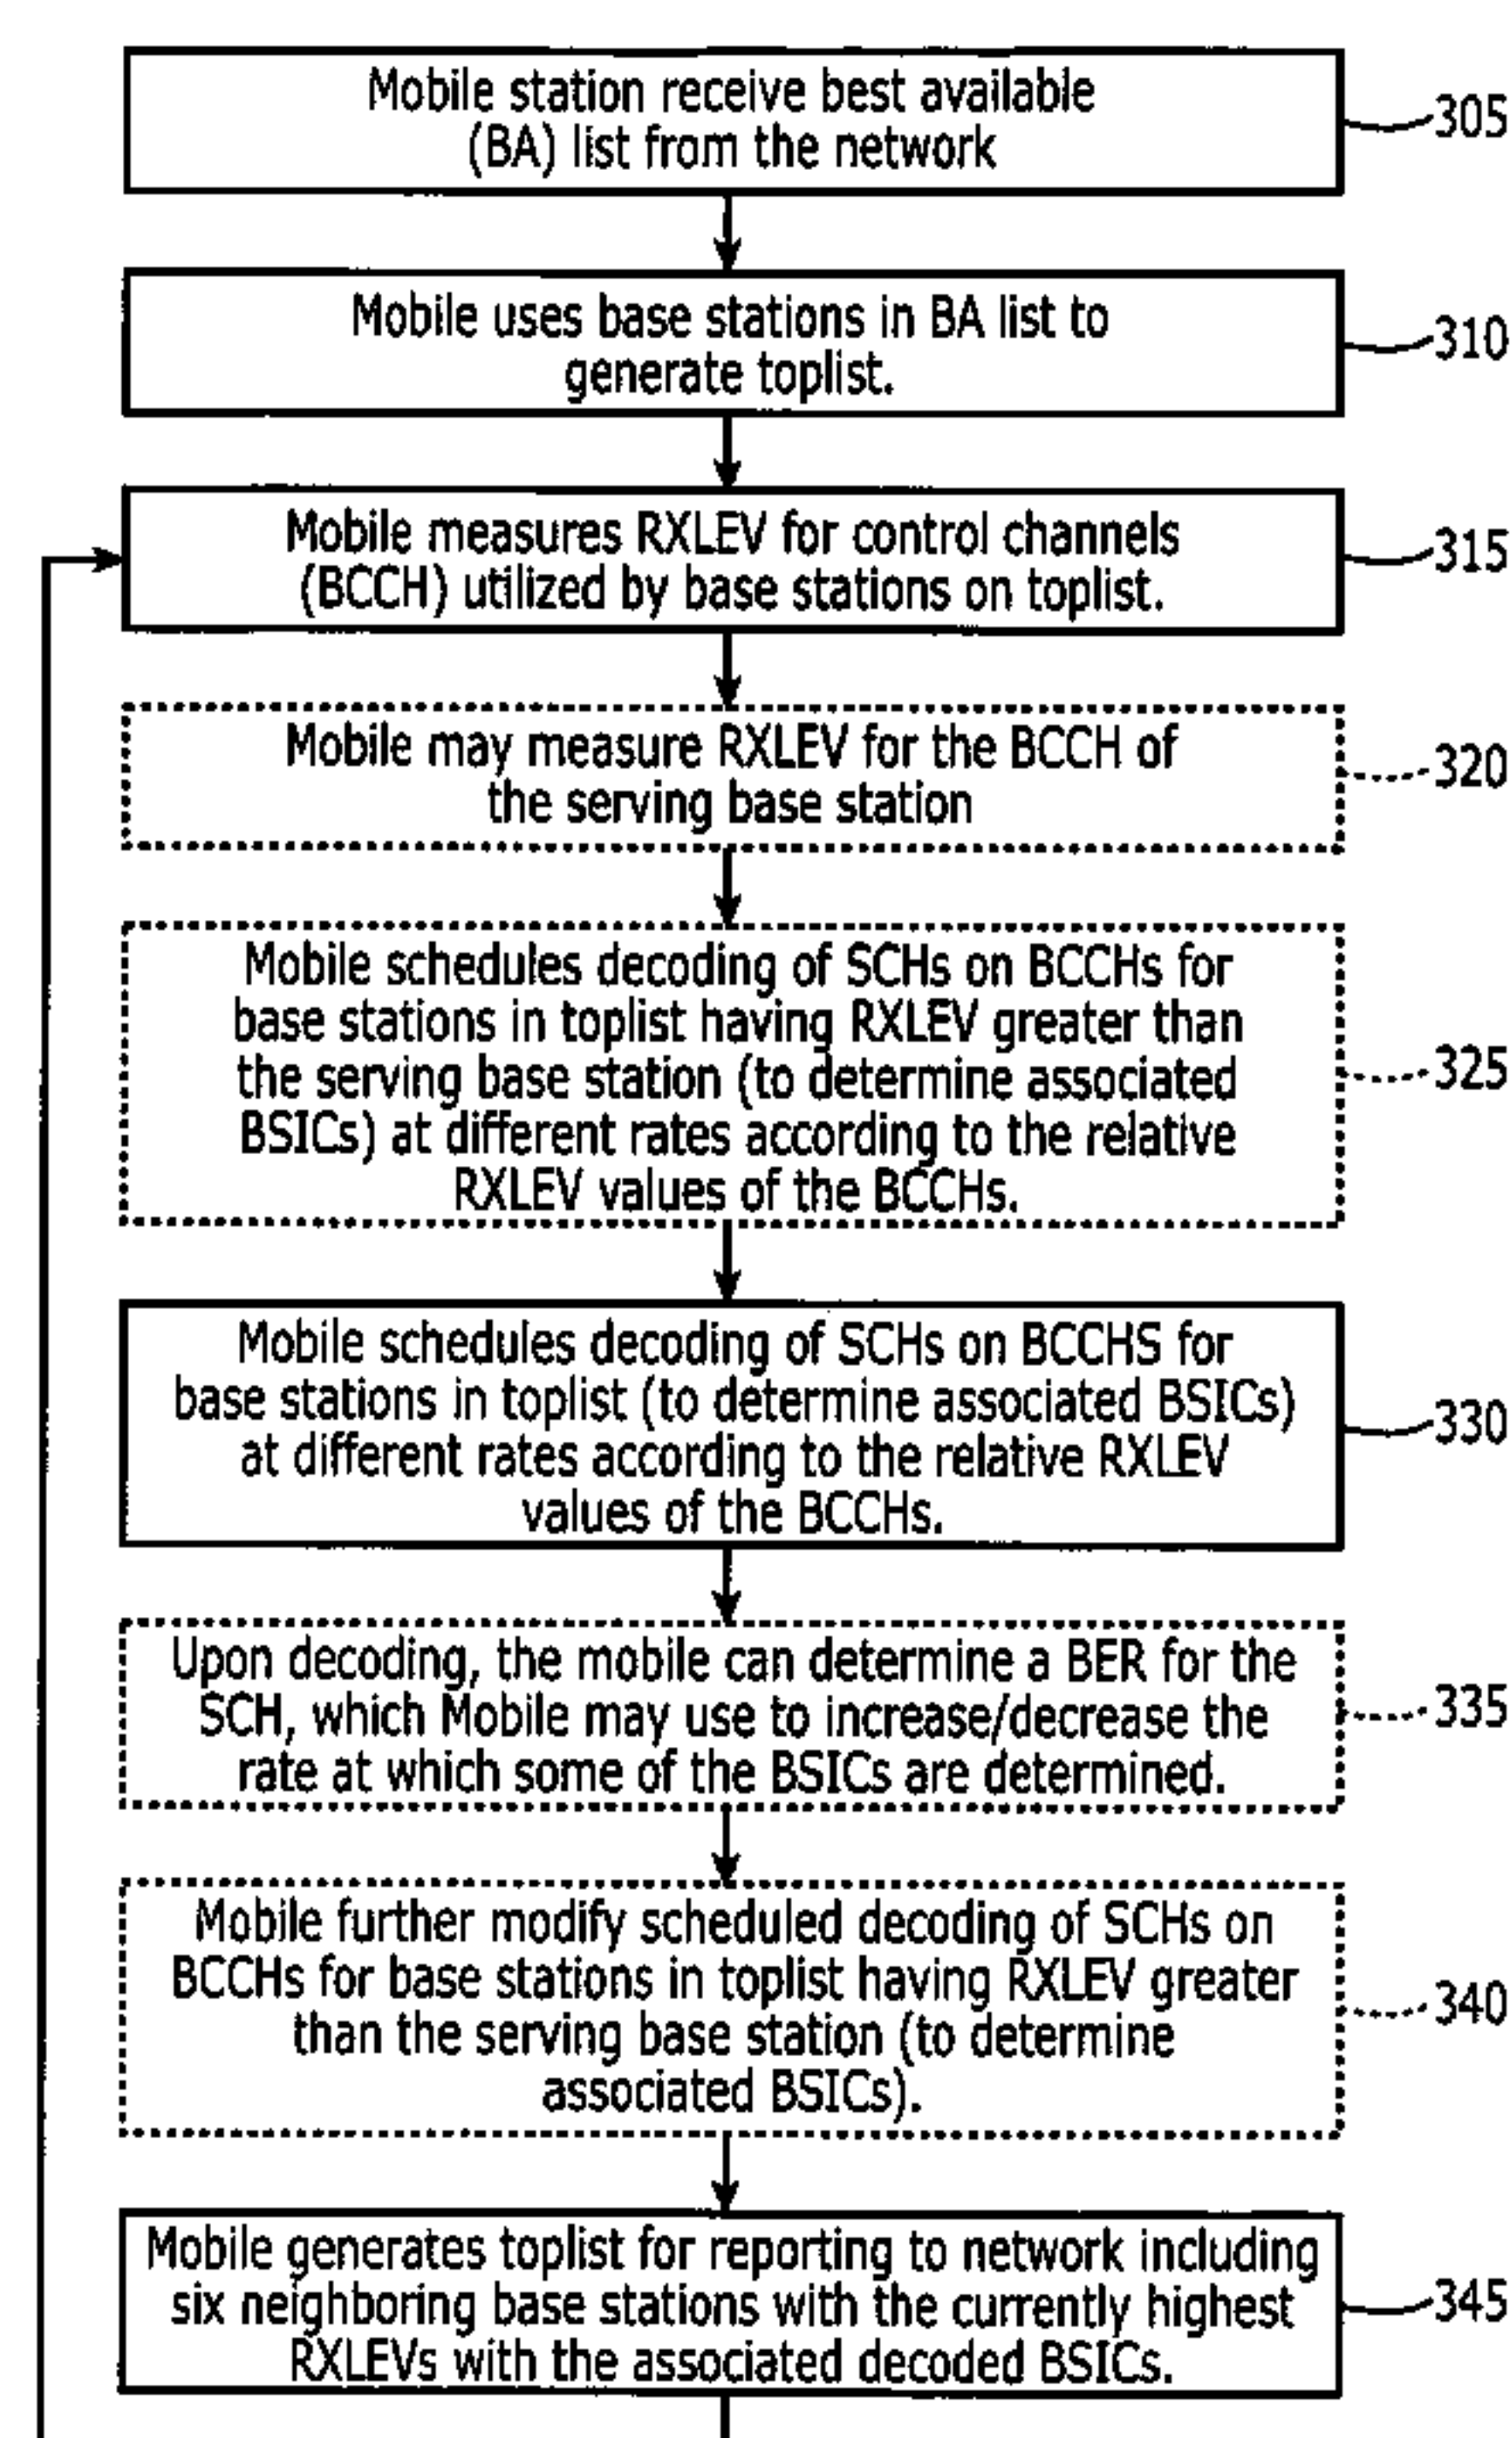 Mobile station receive best available
(BA) list from the network
305
Mobile uses base stations in BA list to
generate toplist.
310
Mobile measures RXLEV for control channels
(BCCH) utilized by base stations on toplist.
315
Mobile may measure RXLEV for the BCCH of
the serving base station
320
Mobile schedules decoding of SCHs on BCCHs for
base stations in toplist having RXLEV greater than
the serving base station (to determine associated
BSICs) at different rates according to the relative
RXLEV values of the BCCHs.
325
Mobile schedules decoding of SCHs on BCCHS for
base stations in toplist (to determine associated BSICs)
at different rates according to the relative RXLEV
values of the BCCHs.
330
Upon decoding, the mobile can determine a BER for the
SCH, which Mobile may use to increase/decrease the
rate at which some of the BSICs are determined.
335
Mobile further modify scheduled decoding of SCHs on
BCCHs for base stations in toplist having RXLEV greater
than the serving base station (to determine
associated BSICs).
340
Mobile generates toplist for reporting to network including
six neighboring base stations with the currently highest
RXLEVs with the associated decoded BSICs.
345